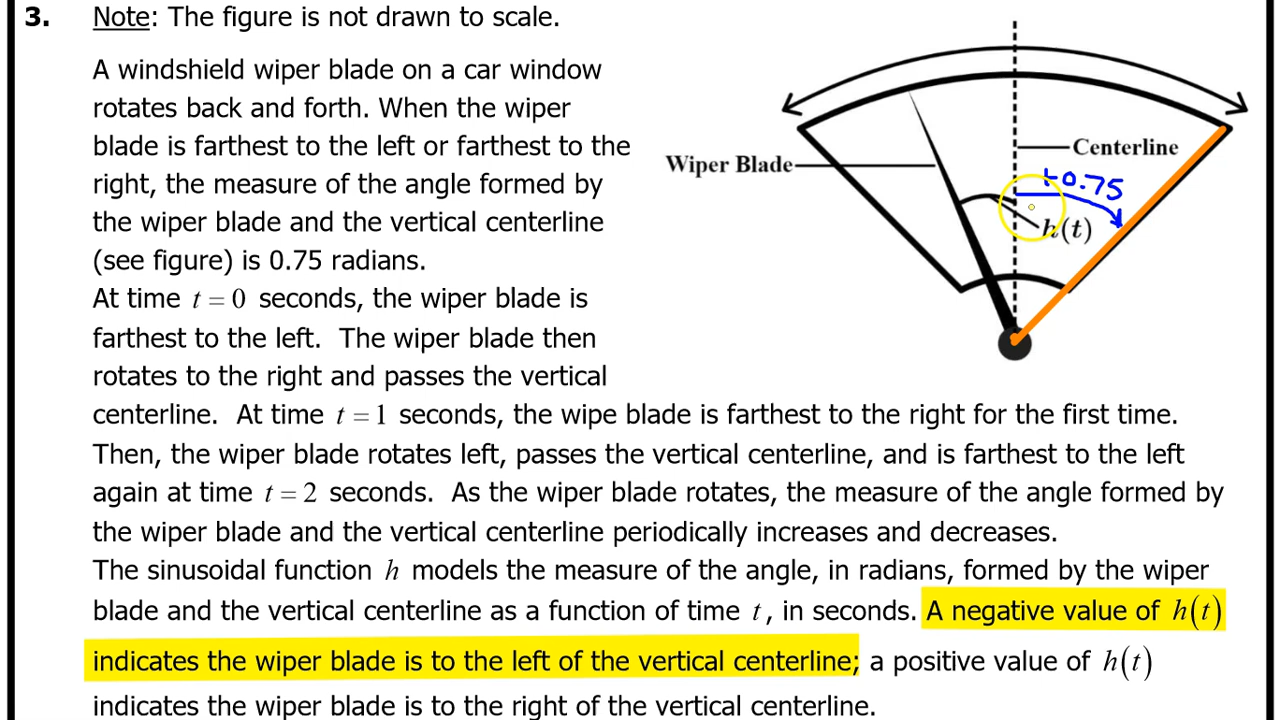 3. Note: The figure is not drawn to scale.
A windshield wiper blade on a car window
rotates back and forth. When the wiper
blade is farthest to the left or farthest to the
right, the measure of the angle formed by
the wiper blade and the vertical centerline
(see figure) is 0.75 radians.
At time t = 0 seconds, the wiper blade is
farthest to the left. The wiper blade then
rotates to the right and passes the vertical
centerline. At time t = 1 seconds, the wipe blade is farthest to the right for the first time.
Then, the wiper blade rotates left, passes the vertical centerline, and is farthest to the left
again at time t = 2 seconds. As the wiper blade rotates, the measure of the angle formed by
the wiper blade and the vertical centerline periodically increases and decreases.
The sinusoidal function h models the measure of the angle, in radians, formed by the wiper
blade and the vertical centerline as a function of time t, in seconds. A negative value of h(t)
indicates the wiper blade is to the left of the vertical centerline; a positive value of h(t)
indicates the wiper blade is to the right of the vertical centerline.
Centerline
Wiper Blade
+0.75
h(t)